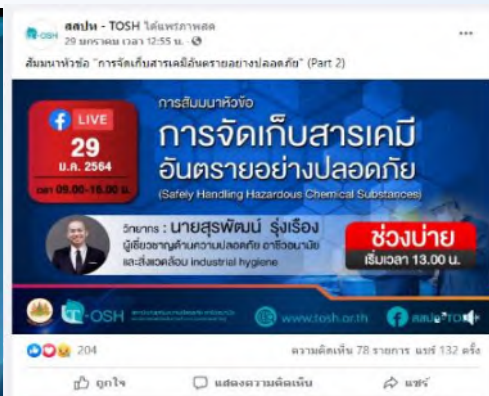 สสปท - TOSH ได้แพร่ภาพสด
29 มกราคม เวลา 12:55 น.
สัมมนาหัวข้อ "การจัดเก็บสารเคมีอันตรายอย่างปลอดภัย" (Part 2)
LIVE
29
ม.ค. 2564
เวลา 09.00-16.00 น.
การสัมมนาหัวข้อ
การจัดเก็บสารเคมี
อันตรายอย่างปลอดภัย
(Safely Handling Hazardous Chemical Substances)
วิทยากร : นายสุรพัฒน์ รุ่งเรือง
ผู้เชี่ยวชาญด้านความปลอดภัย อาชีวอนามัย
และสิ่งแวดล้อม industrial hygiene
ช่วงบ่าย
เริ่มเวลา 13.00 น.
T-OSH
www.tosh.or.th
204
ความคิดเห็น 78 รายการ แชร์ 132 ครั้ง
ถูกใจ
แสดงความคิดเห็น
แชร์